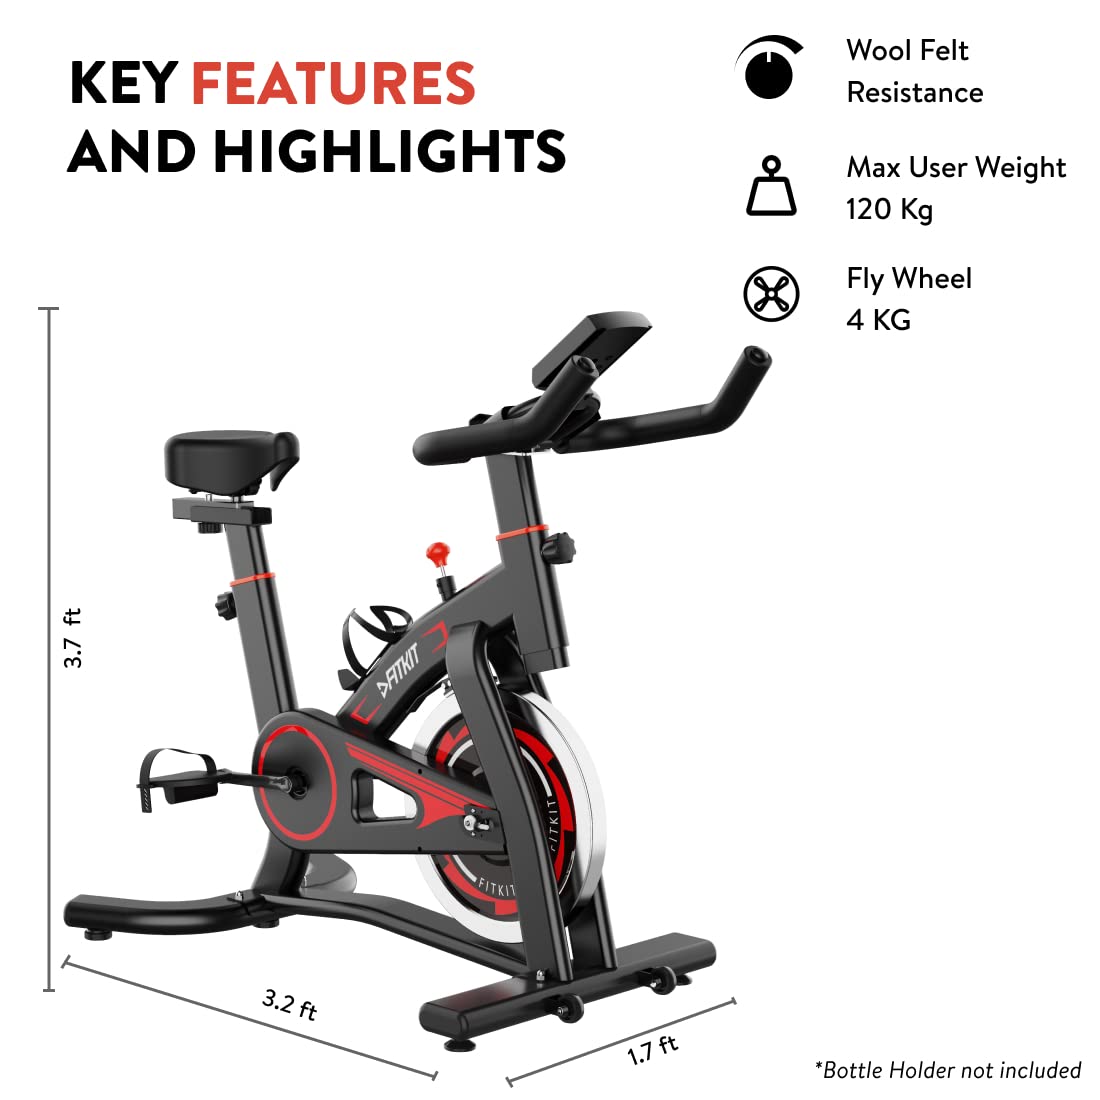 KEY FEATURES
AND HIGHLIGHTS
Wool Felt
Resistance
Max User Weight
120 Kg
Fly Wheel
4 KG
3.7 ft
FITKIT
FITKIT
FITKIT
3.2 ft
1.7 ft
*Bottle Holder not included